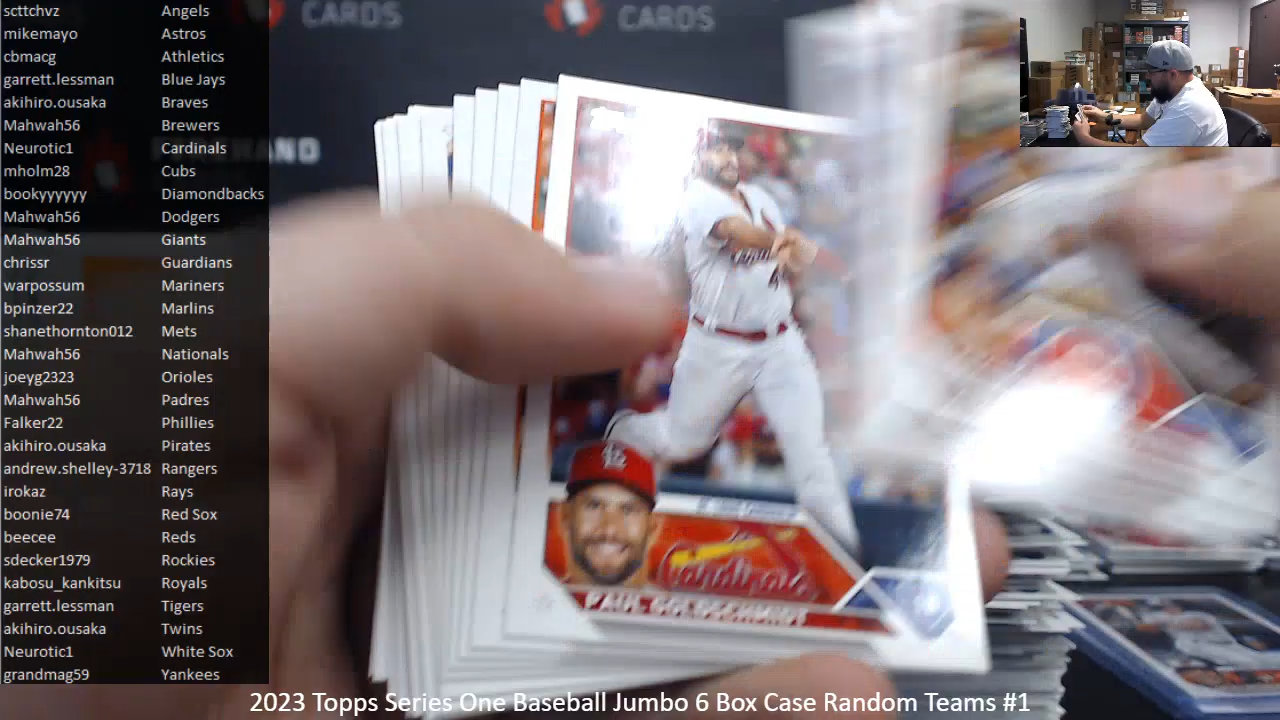 scttchvz Angels
mikemayo Astros
cbmacg Athletics
garrett.lessman Blue Jays
akihiro.ousaka Braves
Mahwah56 Brewers
Neurotic1 Cardinals
mholm28 Cubs
bookyyyyyy Diamondbacks
Mahwah56 Dodgers
Mahwah56 Giants
chrissr Guardians
warpossum Mariners
bpinzer22 Marlins
shanethornton012 Mets
Mahwah56 Nationals
joeyg2323 Orioles
Mahwah56 Padres
Falker22 Phillies
akihiro.ousaka Pirates
andrew.shelley-3718 Rangers
irokaz Rays
boonie74 Red Sox
beecee Reds
sdecker1979 Rockies
kabosu_kankitsu Royals
garrett.lessman Tigers
akihiro.ousaka Twins
Neurotic1 White Sox
grandmag59 Yankees
CARDS
CARDS
Cardinals
PAUL GOLDSCHMIDT
2023 Topps Series One Baseball Jumbo 6 Box Case Random Teams #1